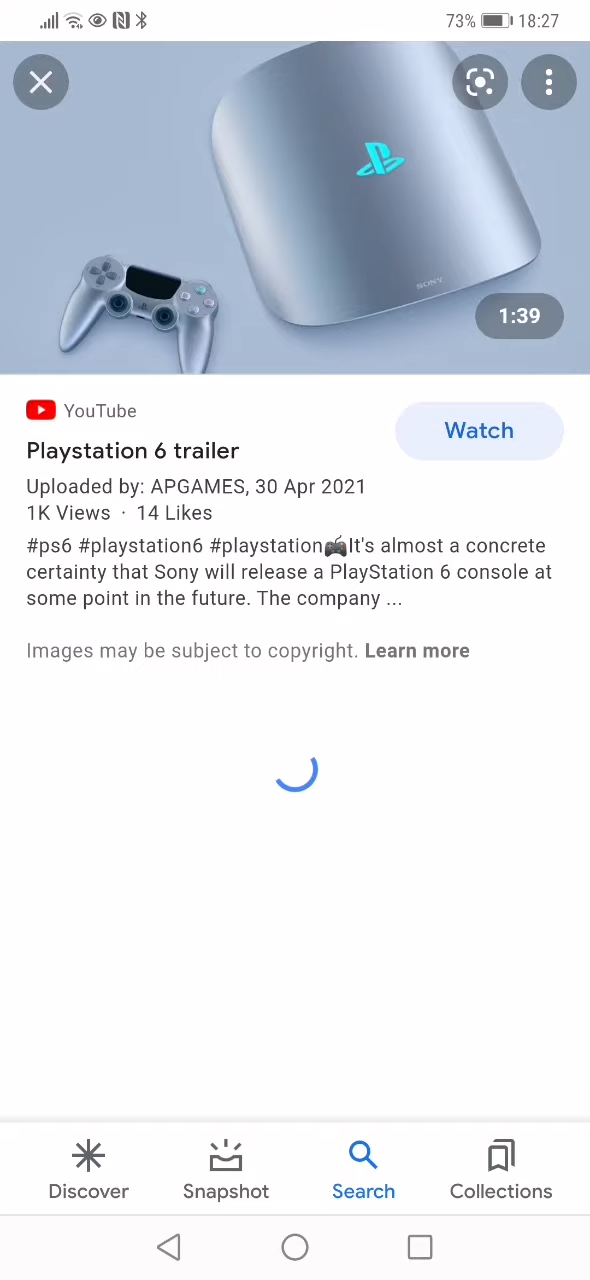 73% 18:27
SONY
1:39
YouTube
Watch
Playstation 6 trailer
Uploaded by: APGAMES, 30 Apr 2021
1K Views · 14 Likes
#ps6 #playstation6 #playstation🎮It's almost a concrete
certainty that Sony will release a PlayStation 6 console at
some point in the future. The company ...
Images may be subject to copyright. Learn more
Discover Snapshot Search Collections